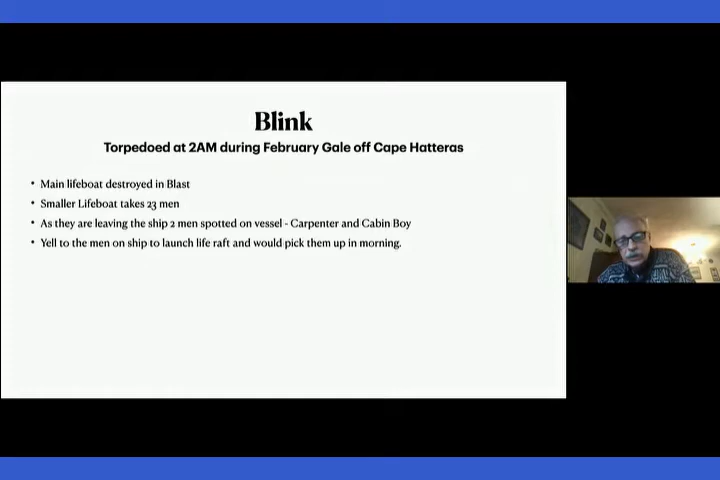 Blink
Torpedoed at 2AM during February Gale off Cape Hatteras
• Main lifeboat destroyed in Blast
• Smaller Lifeboat takes 23 men
• As they are leaving the ship 2 men spotted on vessel - Carpenter and Cabin Boy
• Yell to the men on ship to launch life raft and would pick them up in morning.